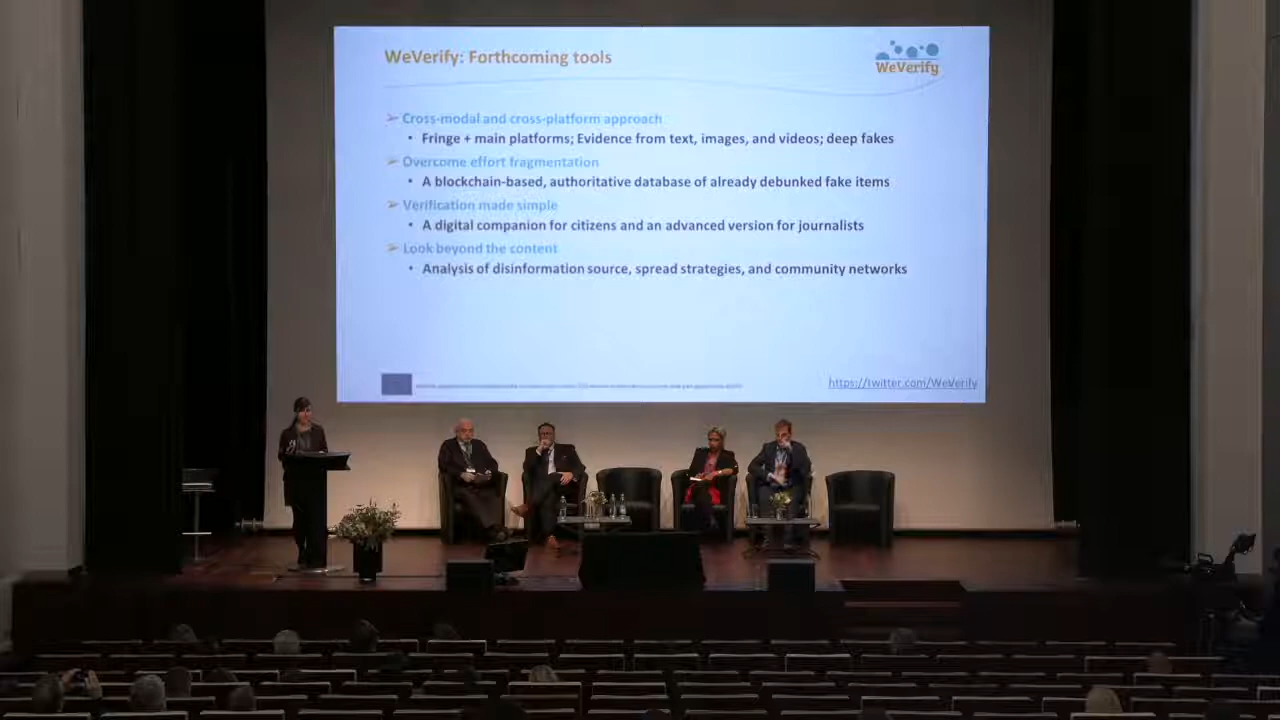 WeVerify: Forthcoming tools
WeVerify
➢ Cross-modal and cross-platform approach
• Fringe + main platforms; Evidence from text, images, and videos; deep fakes
➢ Overcome effort fragmentation
• A blockchain-based, authoritative database of already debunked fake items
➢ Verification made simple
• A digital companion for citizens and an advanced version for journalists
➢ Look beyond the content
• Analysis of disinformation source, spread strategies, and community networks
https://twitter.com/WeVerify